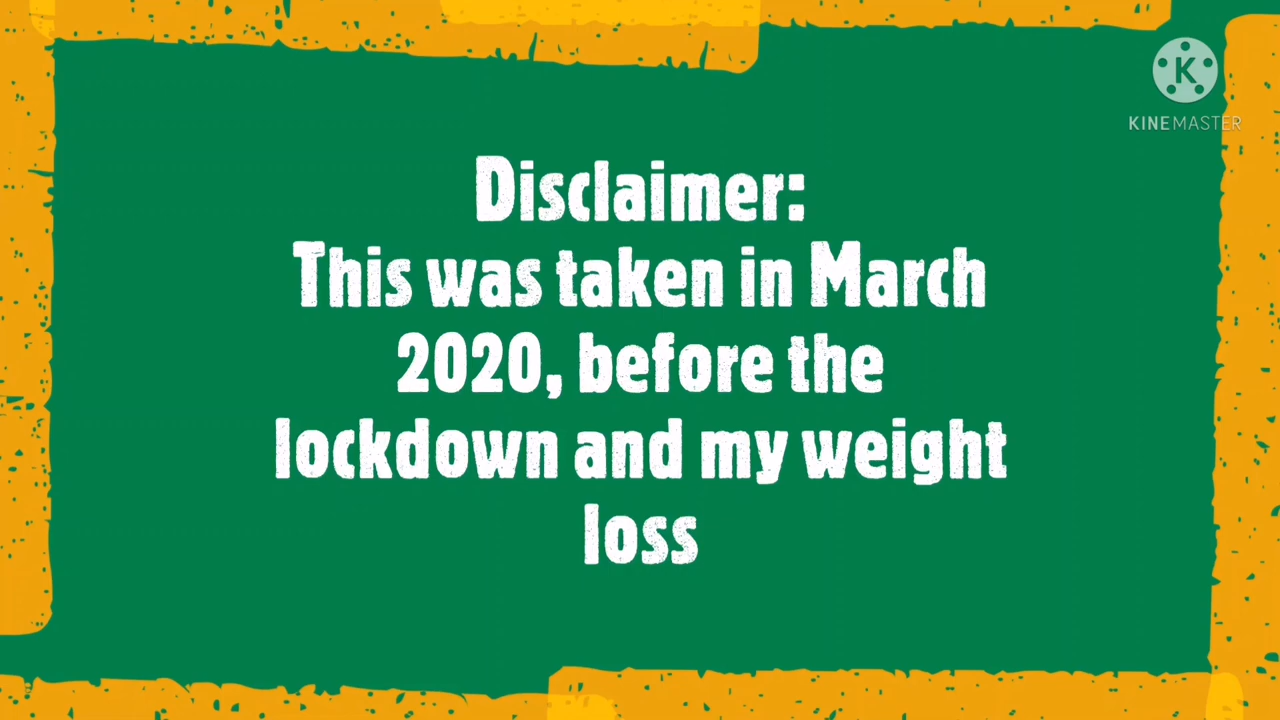 K
KINEMASTER
Disclaimer:
This was taken in March
2020, before the
lockdown and my weight
loss